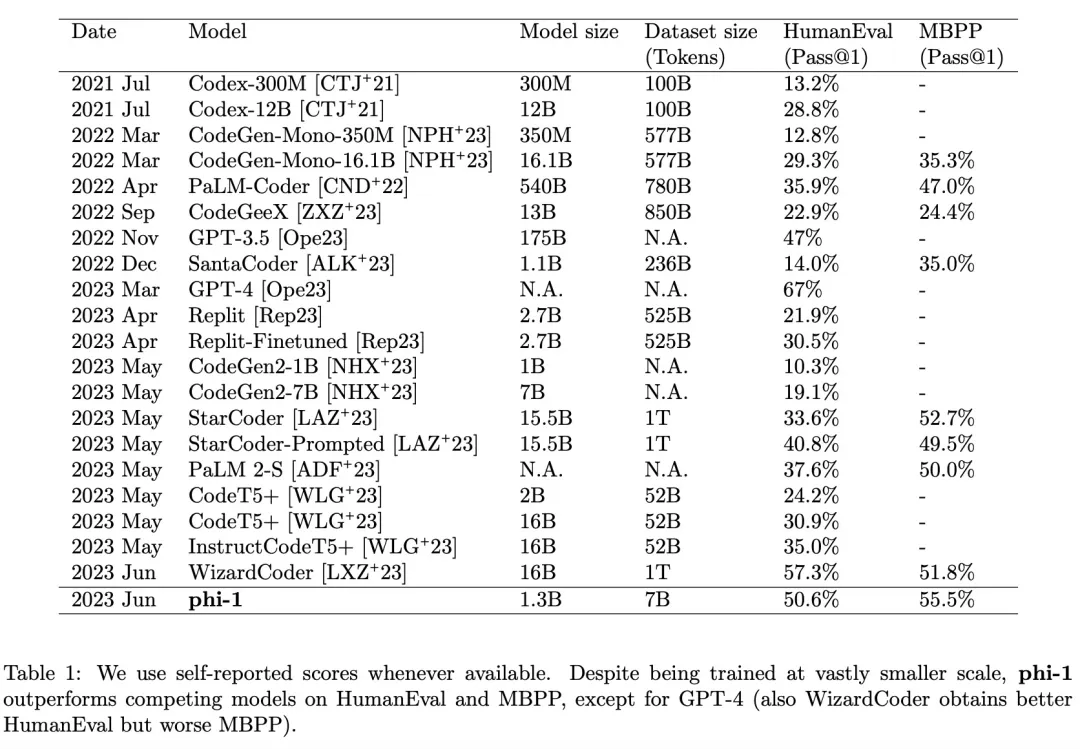 Date Model Model size Dataset size HumanEval MBPP
(Tokens) (Pass@1) (Pass@1)
2021 Jul Codex-300M [CTJ+21] 300M 100B 13.2% -
2021 Jul Codex-12B [CTJ+21] 12B 100B 28.8% -
2022 Mar CodeGen-Mono-350M [NPH+23] 350M 577B 12.8% -
2022 Mar CodeGen-Mono-16.1B [NPH+23] 16.1B 577B 29.3% 35.3%
2022 Apr PaLM-Coder [CND+22] 540B 780B 35.9% 47.0%
2022 Sep CodeGeeX [ZXZ+23] 13B 850B 22.9% 24.4%
2022 Nov GPT-3.5 [Ope23] 175B N.A. 47% -
2022 Dec SantaCoder [ALK+23] 1.1B 236B 14.0% 35.0%
2023 Mar GPT-4 [Ope23] N.A. N.A. 67% -
2023 Apr Replit [Rep23] 2.7B 525B 21.9% -
2023 Apr Replit-Finetuned [Rep23] 2.7B 525B 30.5% -
2023 May CodeGen2-1B [NHX+23] 1B N.A. 10.3% -
2023 May CodeGen2-7B [NHX+23] 7B N.A. 19.1% -
2023 May StarCoder [LAZ+23] 15.5B 1T 33.6% 52.7%
2023 May StarCoder-Prompted [LAZ+23] 15.5B 1T 40.8% 49.5%
2023 May PaLM 2-S [ADF+23] N.A. N.A. 37.6% 50.0%
2023 May CodeT5+ [WLG+23] 2B 52B 24.2% -
2023 May CodeT5+ [WLG+23] 16B 52B 30.9% -
2023 May InstructCodeT5+ [WLG+23] 16B 52B 35.0% -
2023 Jun WizardCoder [LXZ+23] 16B 1T 57.3% 51.8%
2023 Jun phi-1 1.3B 7B 50.6% 55.5%
Table 1: We use self-reported scores whenever available. Despite being trained at vastly smaller scale, phi-1
outperforms competing models on HumanEval and MBPP, except for GPT-4 (also WizardCoder obtains better
HumanEval but worse MBPP).